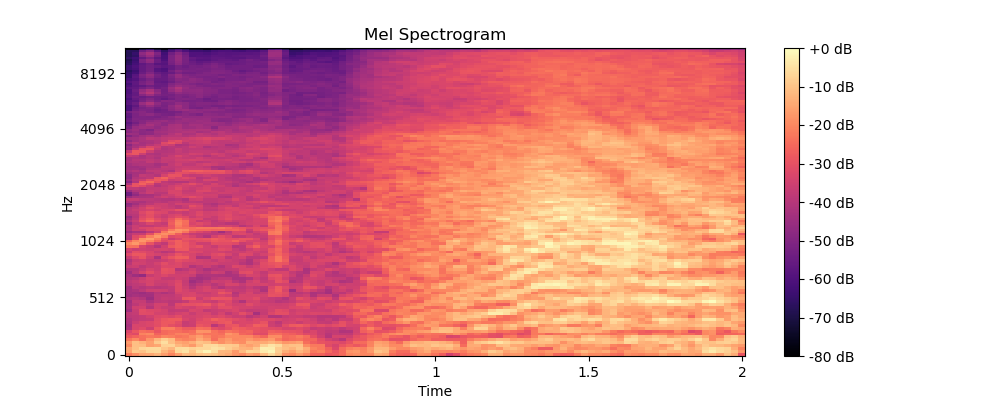 Mel Spectrogram
Hz
8192
4096
2048
1024
512
0
0 0.5 1 1.5 2
Time
+0 dB
-10 dB
-20 dB
-30 dB
-40 dB
-50 dB
-60 dB
-70 dB
-80 dB